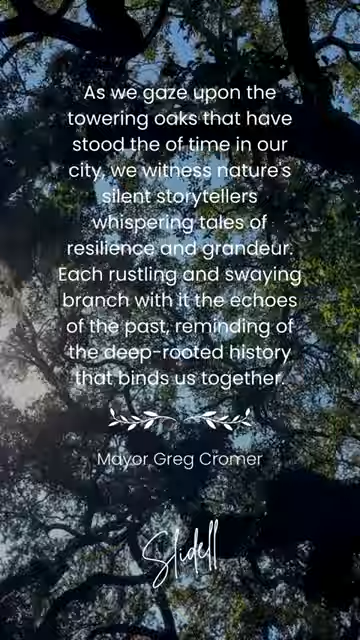 As we gaze upon the
towering oaks that have
stood the of time in our
city, we witness nature's
silent storytellers
whispering tales of
resilience and grandeur.
Each rustling and swaying
branch with it the echoes
of the past, reminding of
the deep-rooted history
that binds us together.
Mayor Greg Cromer
Slidell